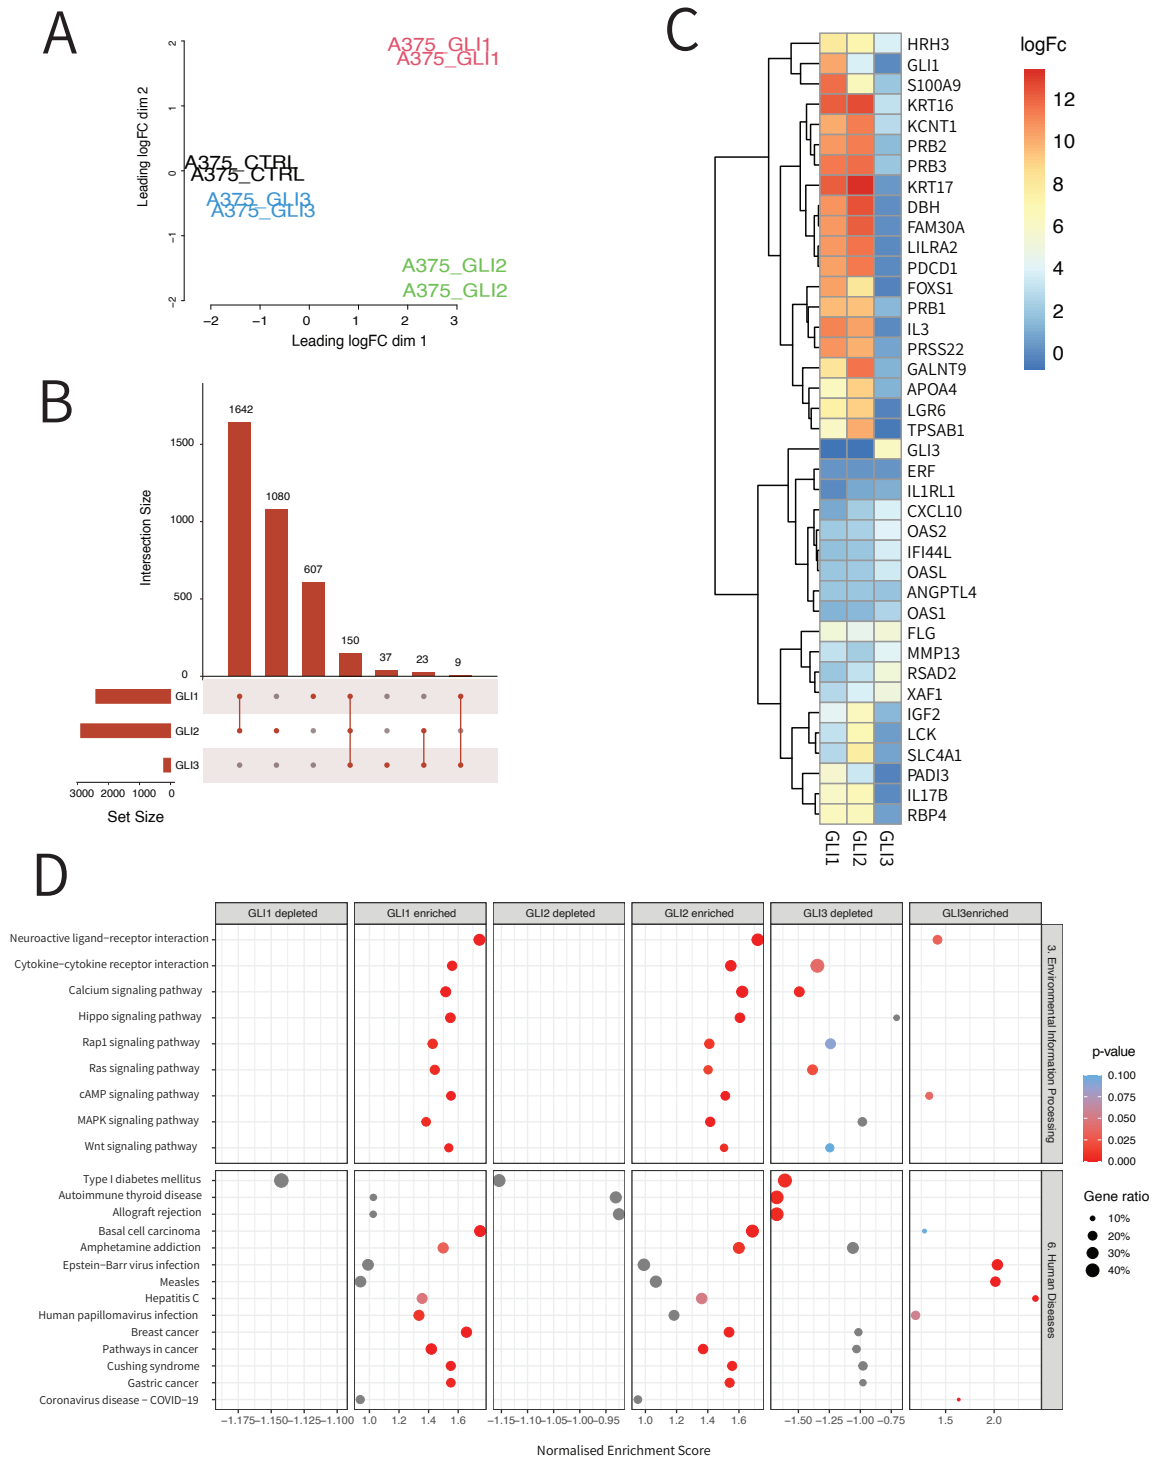 A
A375_GLI1
A375_GLI1
A375_CTRL
A375_CTRL
A375_GLI3
A375_GLI3
A375_GLI2
A375_GLI2
Leading logFC dim 2
2
1
0
−1
−2
−2 −1 0 1 2 3
Leading logFC dim 1
B
Intersection Size
1500
1000
500
0
1642
1080
607
150
37
23
9
GLI1
GLI2
GLI3
3000 2000 1000 0
Set Size
C
HRH3
GLI1
S100A9
KRT16
KCNT1
PRB2
PRB3
KRT17
DBH
FAM30A
LILRA2
PDCD1
FOXS1
PRB1
IL3
PRSS22
GALNT9
APOA4
LGR6
TPSAB1
GLI3
ERF
IL1RL1
CXCL10
OAS2
IFI44L
OASL
ANGPTL4
OAS1
FLG
MMP13
RSAD2
XAF1
IGF2
LCK
SLC4A1
PADI3
IL17B
RBP4
GLI1 GLI2 GLI3
logFc
12
10
8
6
4
2
0
D
GLI1 depleted GLI1 enriched GLI2 depleted GLI2 enriched GLI3 depleted GLI3enriched
Neuroactive ligand−receptor interaction
Cytokine−cytokine receptor interaction
Calcium signaling pathway
Hippo signaling pathway
Rap1 signaling pathway
Ras signaling pathway
cAMP signaling pathway
MAPK signaling pathway
Wnt signaling pathway
3. Environmental Information Processing
Type I diabetes mellitus
Autoimmune thyroid disease
Allograft rejection
Basal cell carcinoma
Amphetamine addiction
Epstein−Barr virus infection
Measles
Hepatitis C
Human papillomavirus infection
Breast cancer
Pathways in cancer
Cushing syndrome
Gastric cancer
Coronavirus disease − COVID−19
6. Human Diseases
−1.175 −1.150 −1.125 −1.100 1.0 1.2 1.4 1.6 −1.15 −1.10 −1.05 −1.00 −0.95 1.0 1.2 1.4 1.6 −1.50 −1.25 −1.00 −0.75 1.5 2.0
Normalised Enrichment Score
p-value
0.100
0.075
0.050
0.025
0.000
Gene ratio
10%
20%
30%
40%